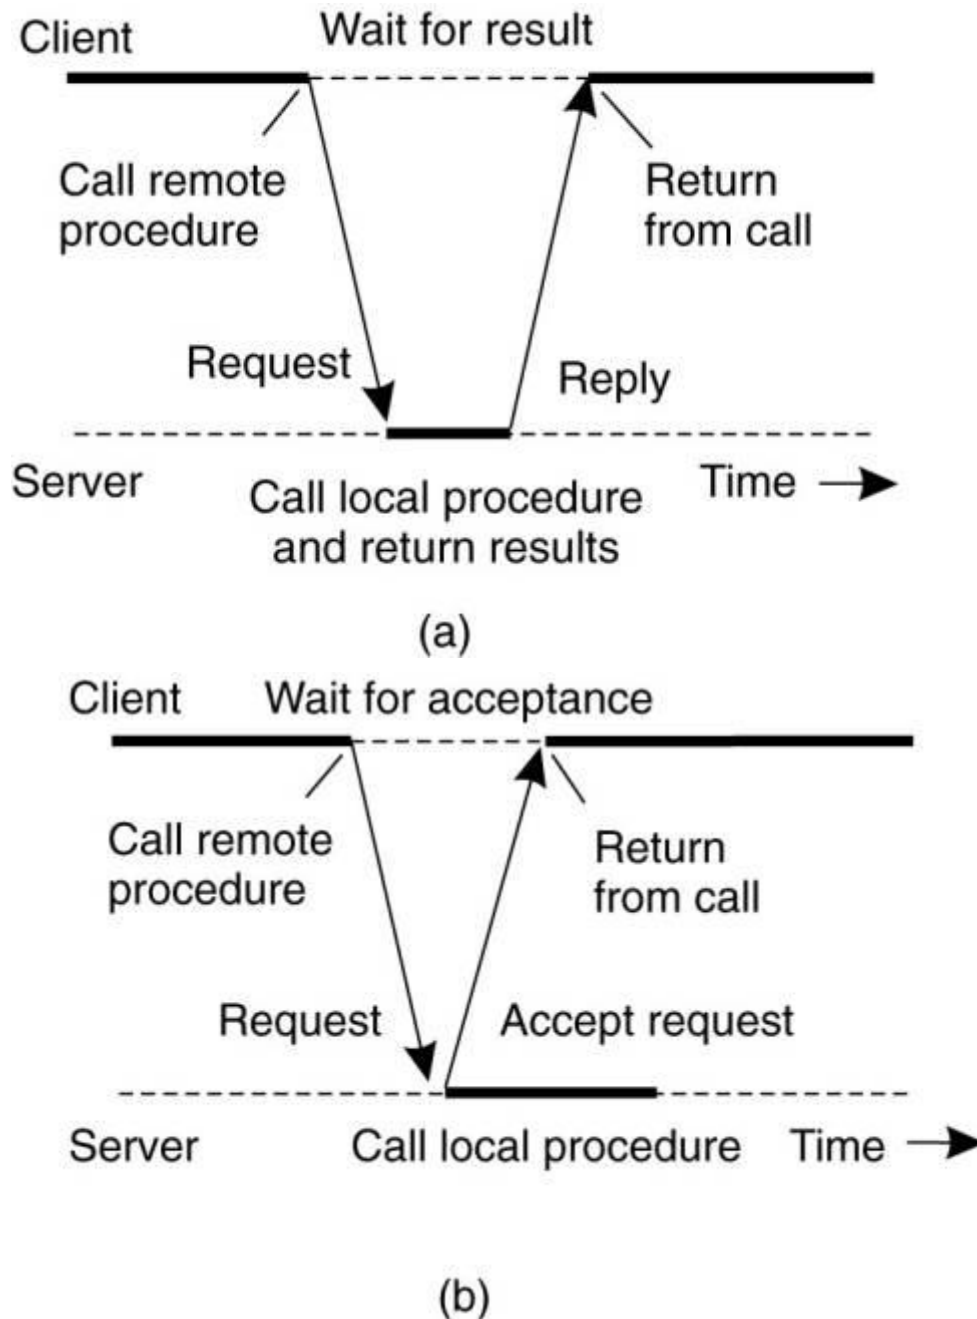 Client
Wait for result
Call remote
procedure
Return
from call
Request
Reply
Server
Call local procedure
and return results
Time
(a)
Client
Wait for acceptance
Call remote
procedure
Return
from call
Request
Accept request
Server
Call local procedure
Time
(b)